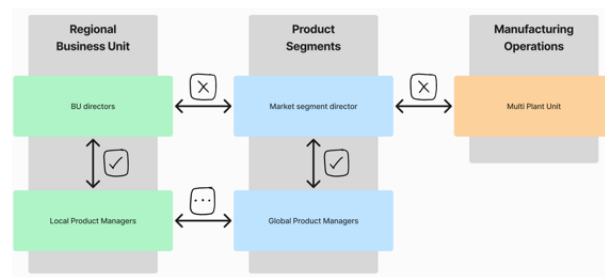 Regional
Business Unit
Product
Segments
Manufacturing
Operations
BU directors
Market segment director
Multi Plant Unit
Local Product Managers
Global Product Managers